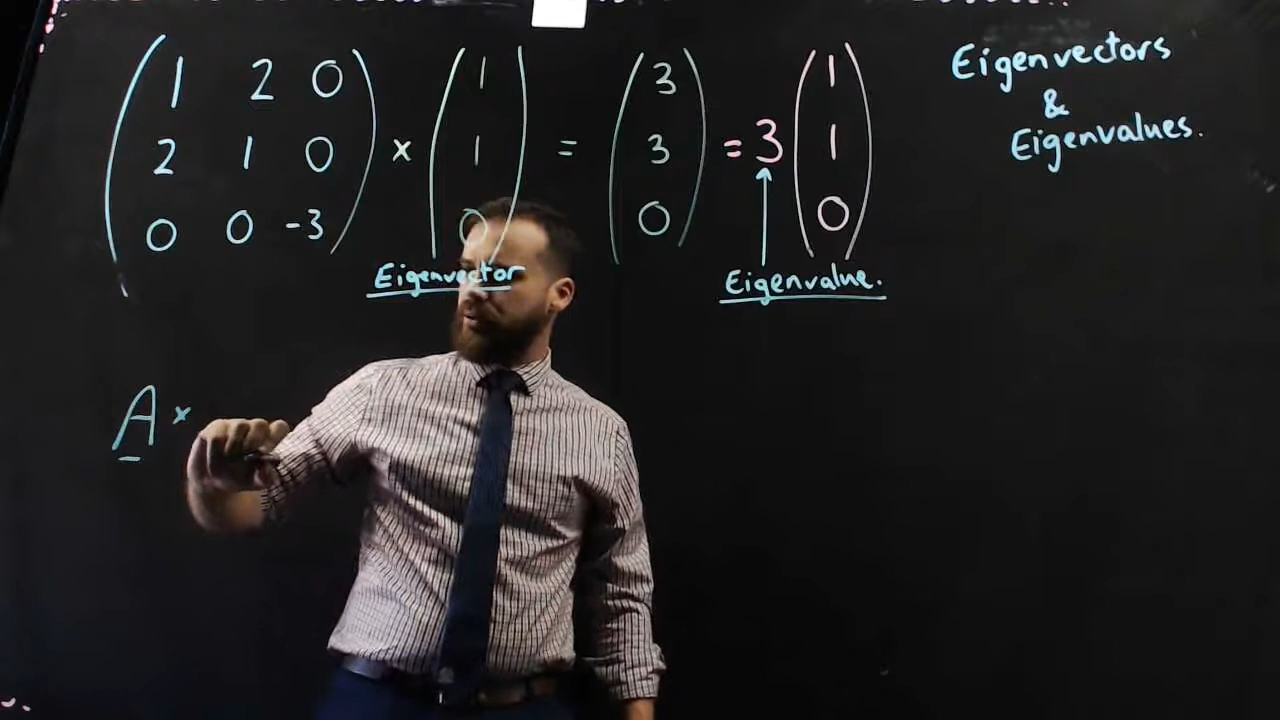 1 2 0 1 3 1
2 1 0 × 1 = 3 = 3 1
0 0 -3 0 0 0
Eigenvector Eigenvalue.
Eigenvectors
&
Eigenvalues.
A ×